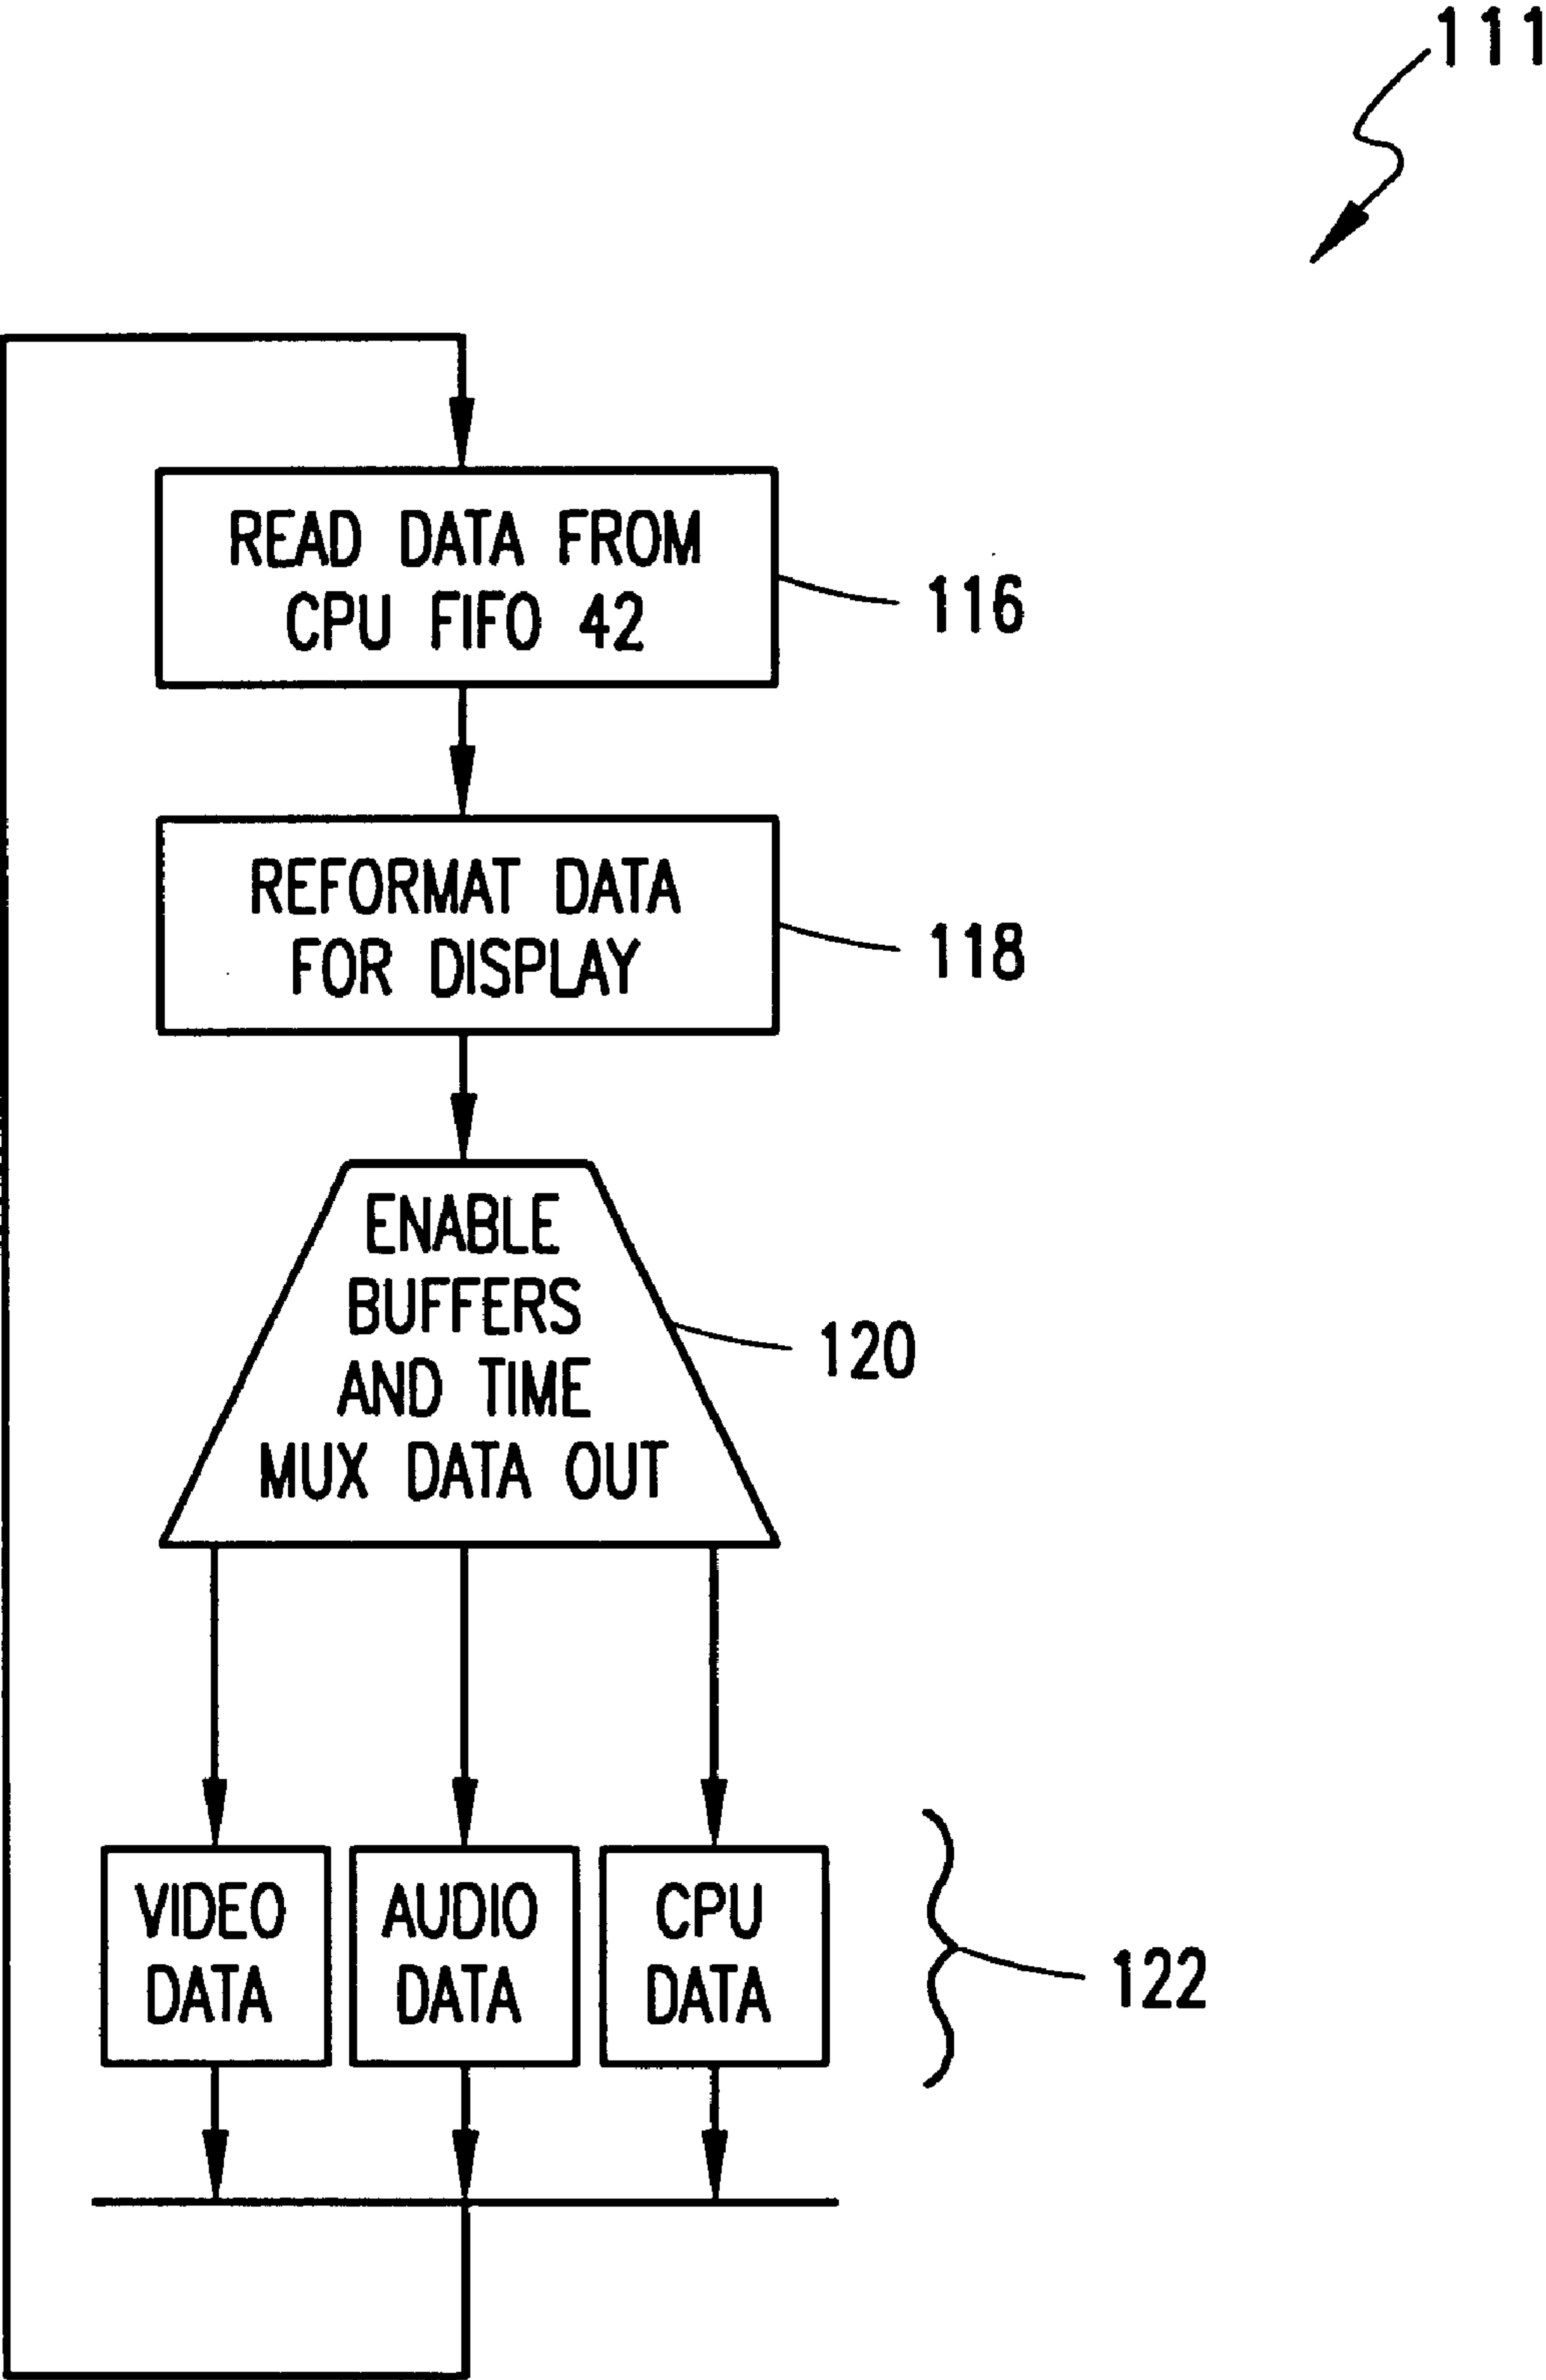 111
READ DATA FROM
CPU FIFO 42
116
REFORMAT DATA
FOR DISPLAY
118
ENABLE
BUFFERS
AND TIME
MUX DATA OUT
120
VIDEO
DATA
AUDIO
DATA
CPU
DATA
122